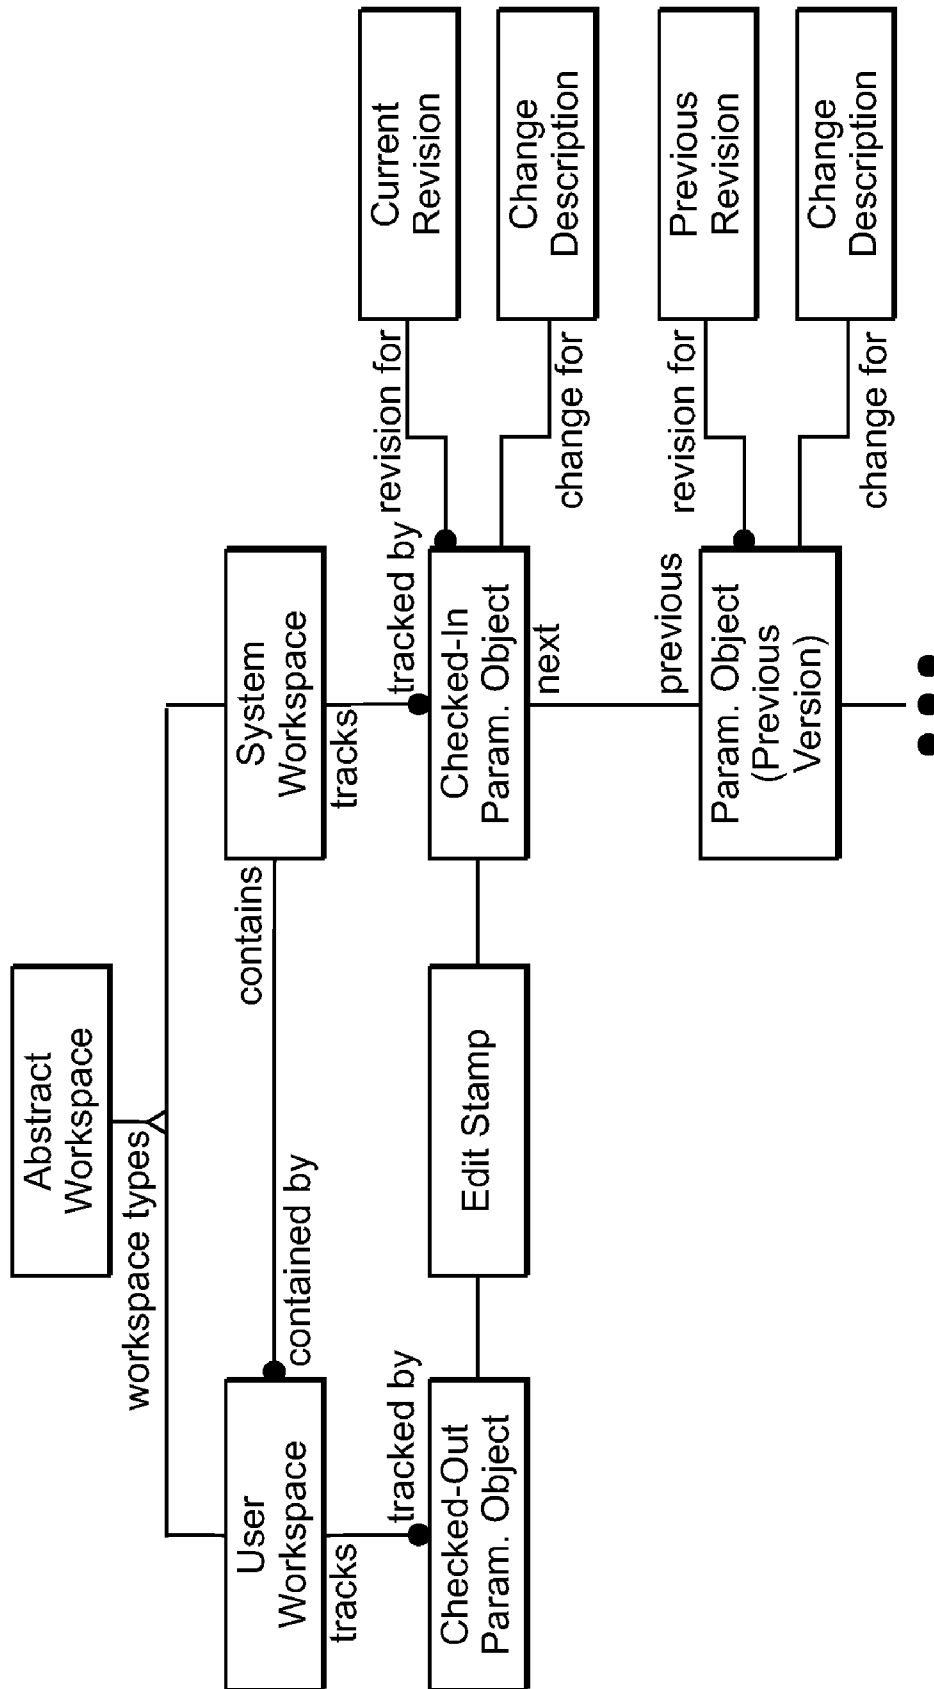 Abstract
Workspace
workspace types
User
Workspace
contained by
contains
System
Workspace
tracks
tracked by
tracks
tracked by
revision for
Current
Revision
Checked-Out
Param. Object
Edit Stamp
Checked-In
Param. Object
change for
Change
Description
next
previous
revision for
Previous
Revision
Param. Object
(Previous
Version)
change for
Change
Description